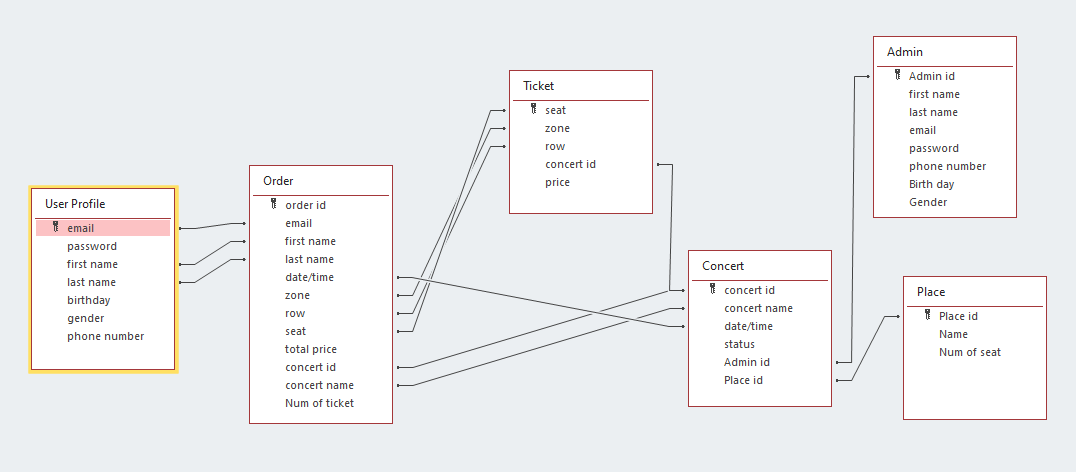 User Profile
email
password
first name
last name
birthday
gender
phone number
Order
order id
email
first name
last name
date/time
zone
row
seat
total price
concert id
concert name
Num of ticket
Ticket
seat
zone
row
concert id
price
Concert
concert id
concert name
date/time
status
Admin id
Place id
Admin
Admin id
first name
last name
email
password
phone number
Birth day
Gender
Place
Place id
Name
Num of seat